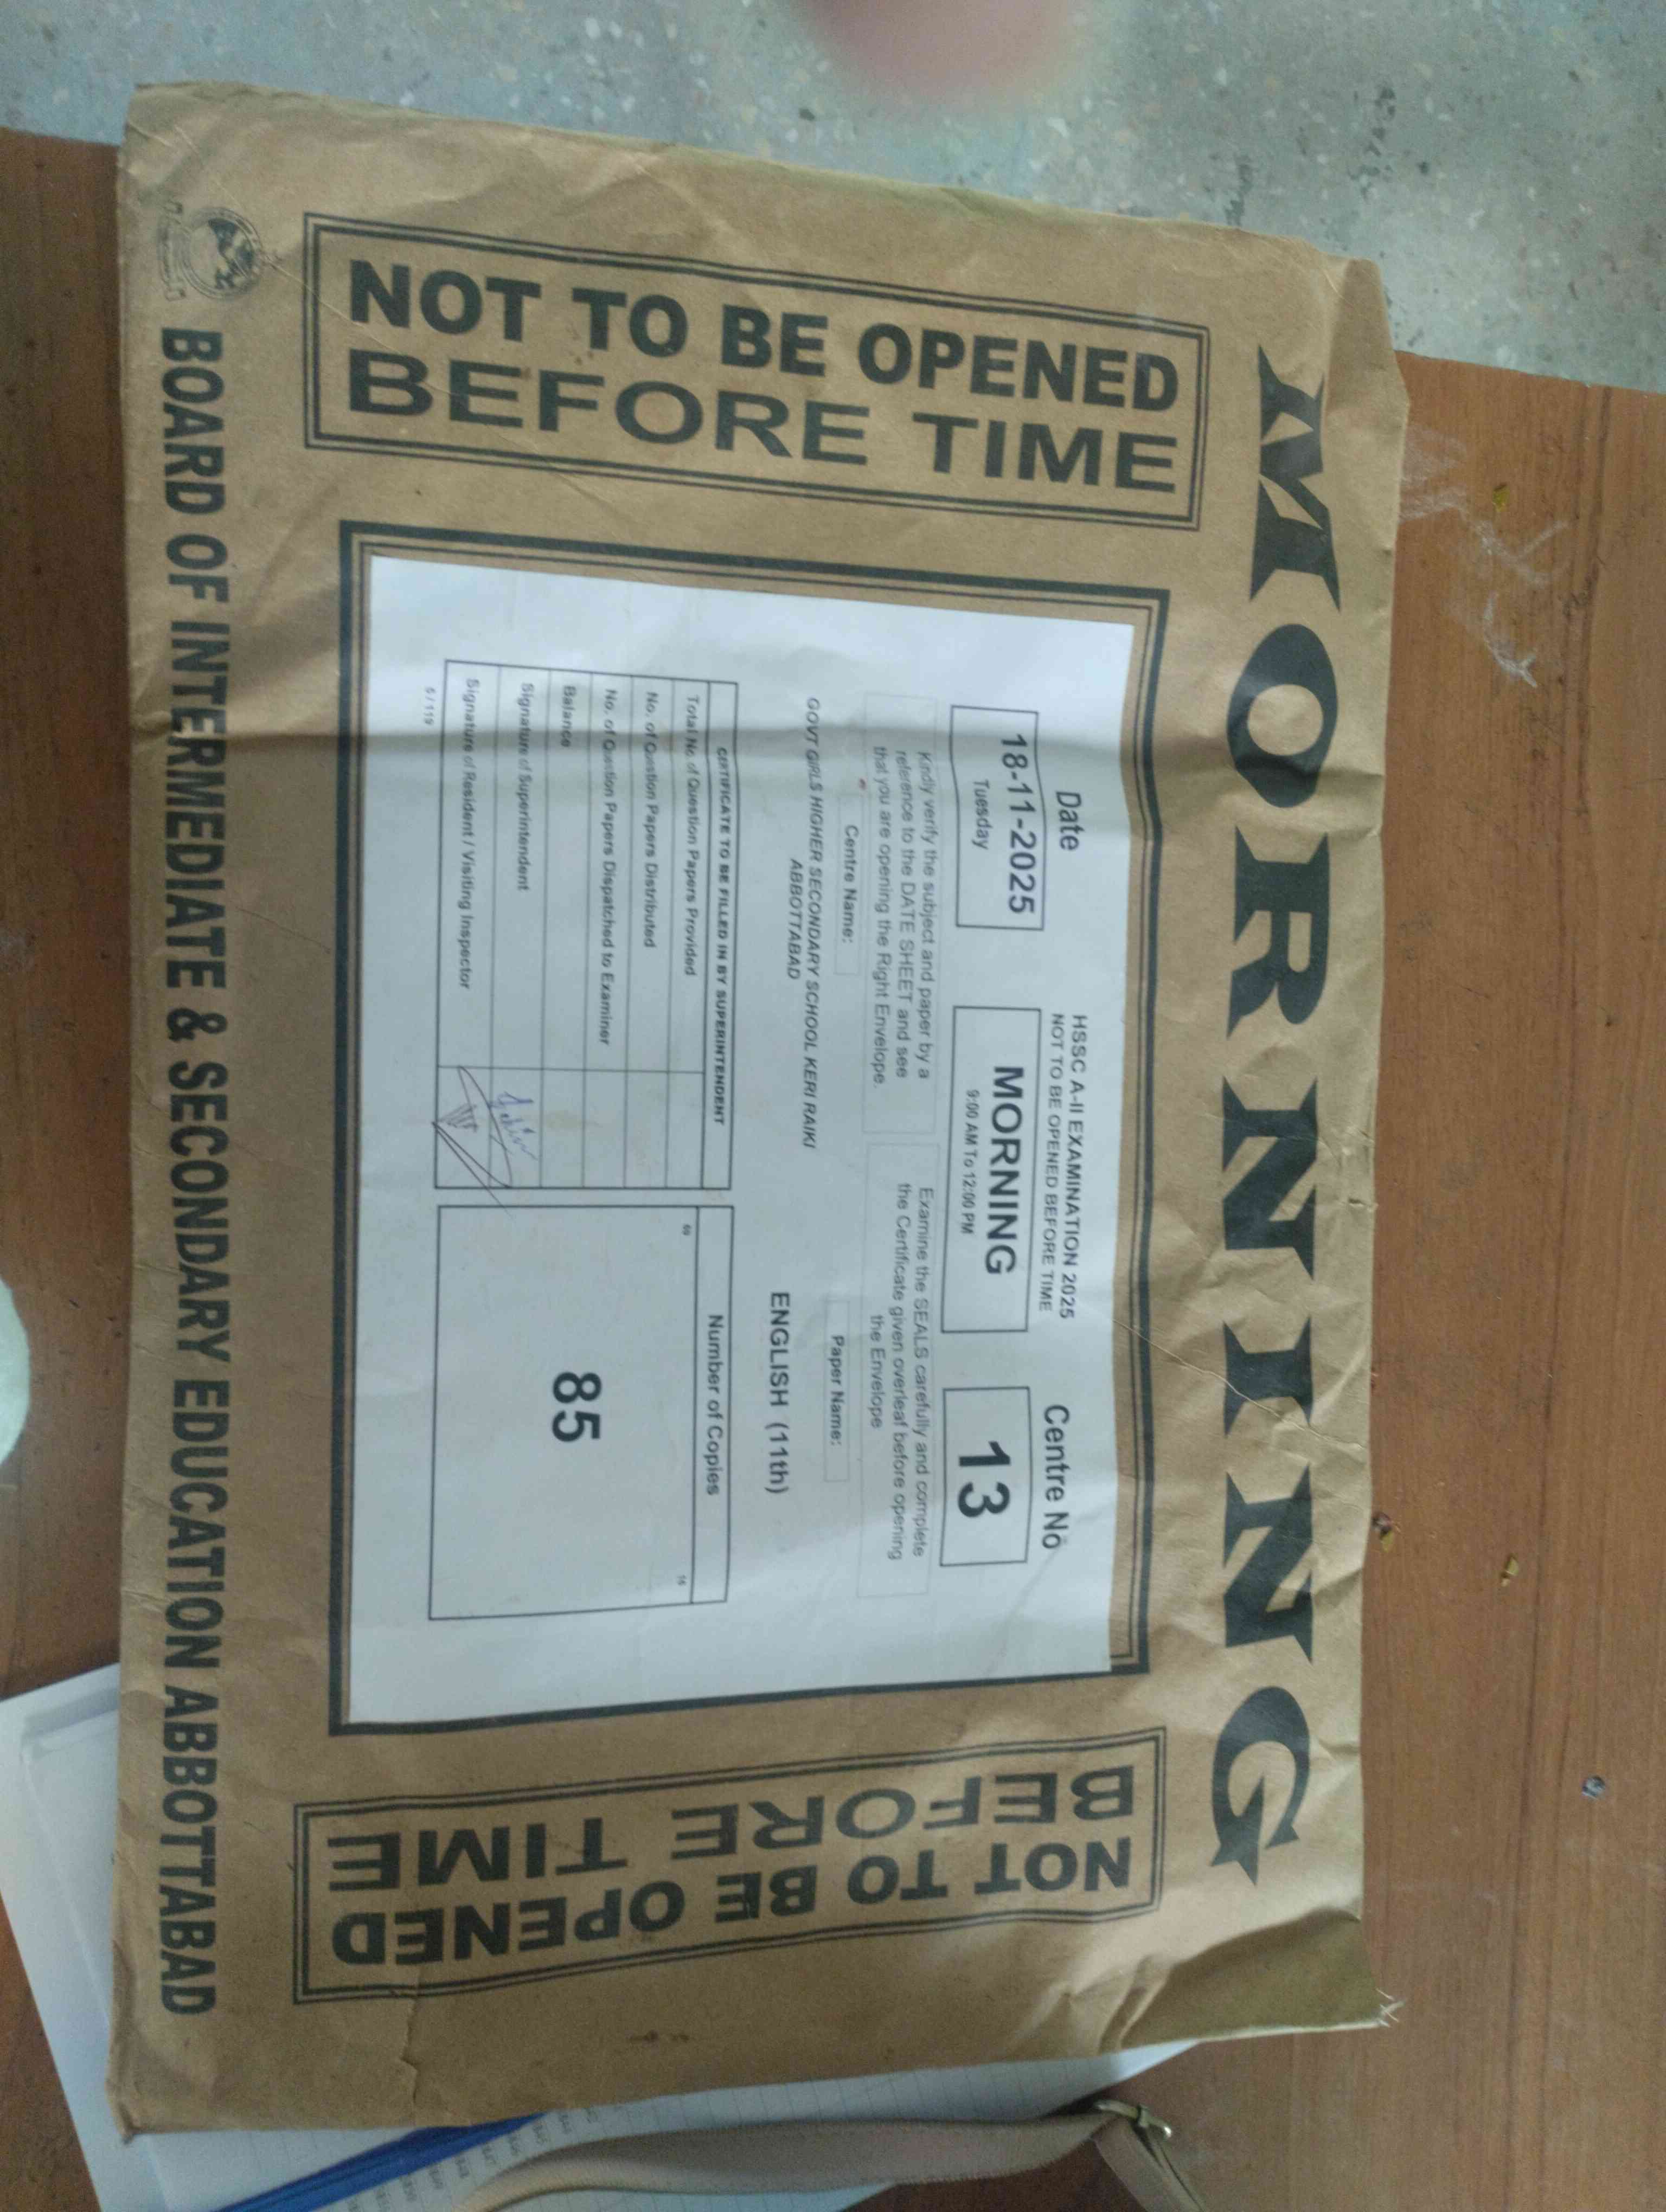 MORNING
NOT TO BE OPENED
BEFORE TIME
Date
18-11-2025
Tuesday
HSSC A-II EXAMINATION 2025
NOT TO BE OPENED BEFORE TIME
MORNING
9:00 AM To 12:00 PM
Centre No
13
Kindly verify the subject and paper by a
reference to the DATE SHEET and see
that you are opening the Right Envelope.
Examine the SEALS carefully and complete
the Certificate given overleaf before opening
the Envelope
Centre Name:
GOVT GIRLS HIGHER SECONDARY SCHOOL KERI RAIKI
ABBOTTABAD
Paper Name:
ENGLISH (11th)
CERTIFICATE TO BE FILLED IN BY SUPERINTENDENT
Total No of Question Papers Provided
No. of Question Papers Distributed
No. of Question Papers Dispatched to Examiner
Balance
Signature of Superintendent
Signature of Resident / Visiting Inspector
Number of Copies
69
16
85
6 / 119
NOT TO BE OPENED
BEFORE TIME
BOARD OF INTERMEDIATE & SECONDARY EDUCATION ABBOTTABAD